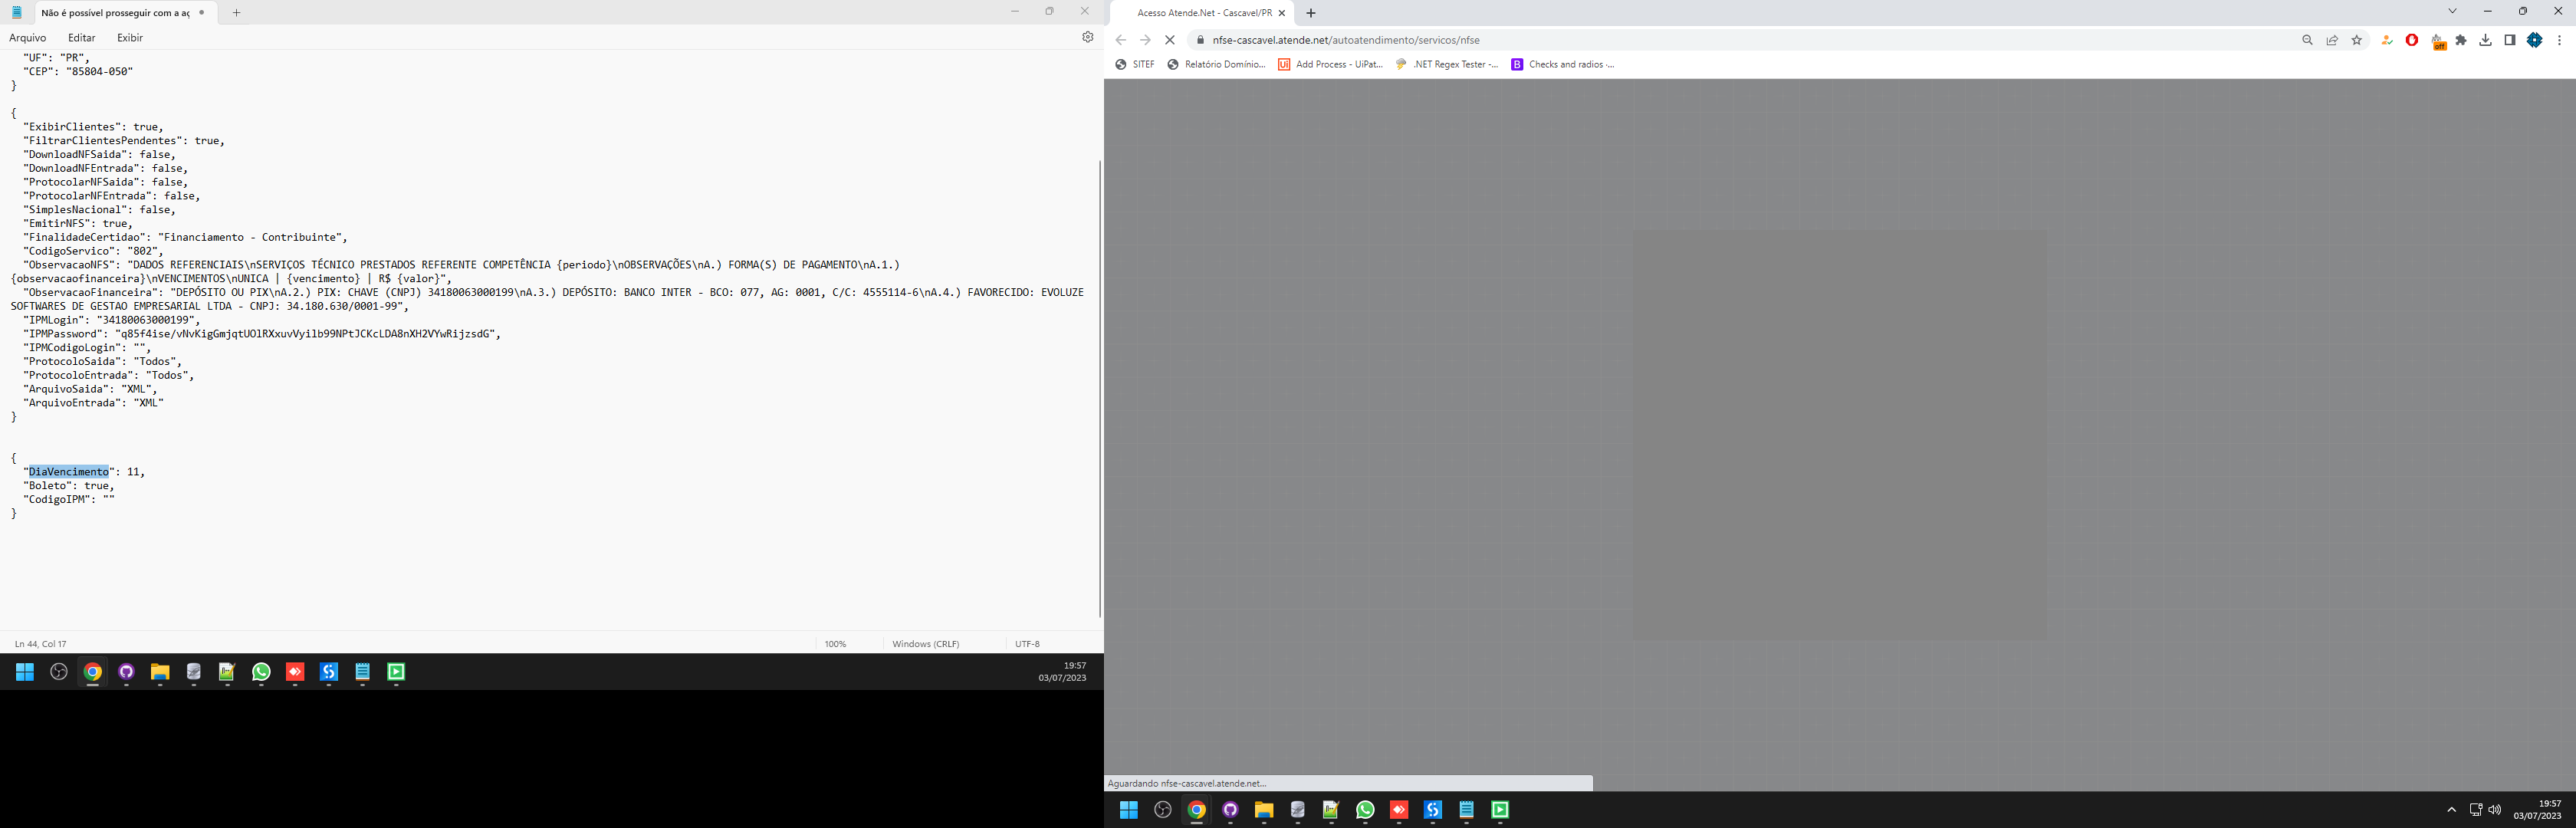 Não é possível prosseguir com a aç
Arquivo Editar Exibir
"UF": "PR",
"CEP": "85804-050"
}
{
"ExibirClientes": true,
"FiltrarClientesPendentes": true,
"DownloadNFSaida": false,
"DownloadNFEntrada": false,
"ProtocolarNFSaida": false,
"ProtocolarNFEntrada": false,
"SimplesNacional": false,
"EmitirNFS": true,
"FinalidadeCertidao": "Financiamento - Contribuinte",
"CodigoServico": "802",
"ObservacaoNFS": "DADOS REFERENCIAIS\nSERVIÇOS TÉCNICO PRESTADOS REFERENTE COMPETÊNCIA {periodo}\nOBSERVAÇÕES\nA.) FORMA(S) DE PAGAMENTO\nA.1.)
{observacaofinanceira}\nVENCIMENTOS\nUNICA | {vencimento} | R$ {valor}",
"ObservacaoFinanceira": "DEPÓSITO OU PIX\nA.2.) PIX: CHAVE (CNPJ) 34180063000199\nA.3.) DEPÓSITO: BANCO INTER - BCO: 077, AG: 0001, C/C: 4555114-6\nA.4.) FAVORECIDO: EVOLUZE
SOFTWARES DE GESTAO EMPRESARIAL LTDA - CNPJ: 34.180.630/0001-99",
"IPMLogin": "34180063000199",
"IPMPassword": "q85f4ise/vNvKigGmjqtUOlRXxuvVyilb99NPtJCKcLDA8nXH2VYwRijzsdG",
"IPMCodigoLogin": "",
"ProtocoloSaida": "Todos",
"ProtocoloEntrada": "Todos",
"ArquivoSaida": "XML",
"ArquivoEntrada": "XML"
}
{
"DiaVencimento": 11,
"Boleto": true,
"CodigoIPM": ""
}
Ln 44, Col 17 100% Windows (CRLF) UTF-8
19:57
03/07/2023
Acesso Atende.Net - Cascavel/PR
nfse-cascavel.atende.net/autoatendimento/servicos/nfse
off
SITEF Relatório Domínio... Ui Add Process - UiPat... .NET Regex Tester -... B Checks and radios ·...
Aguardando nfse-cascavel.atende.net...
19:57
03/07/2023